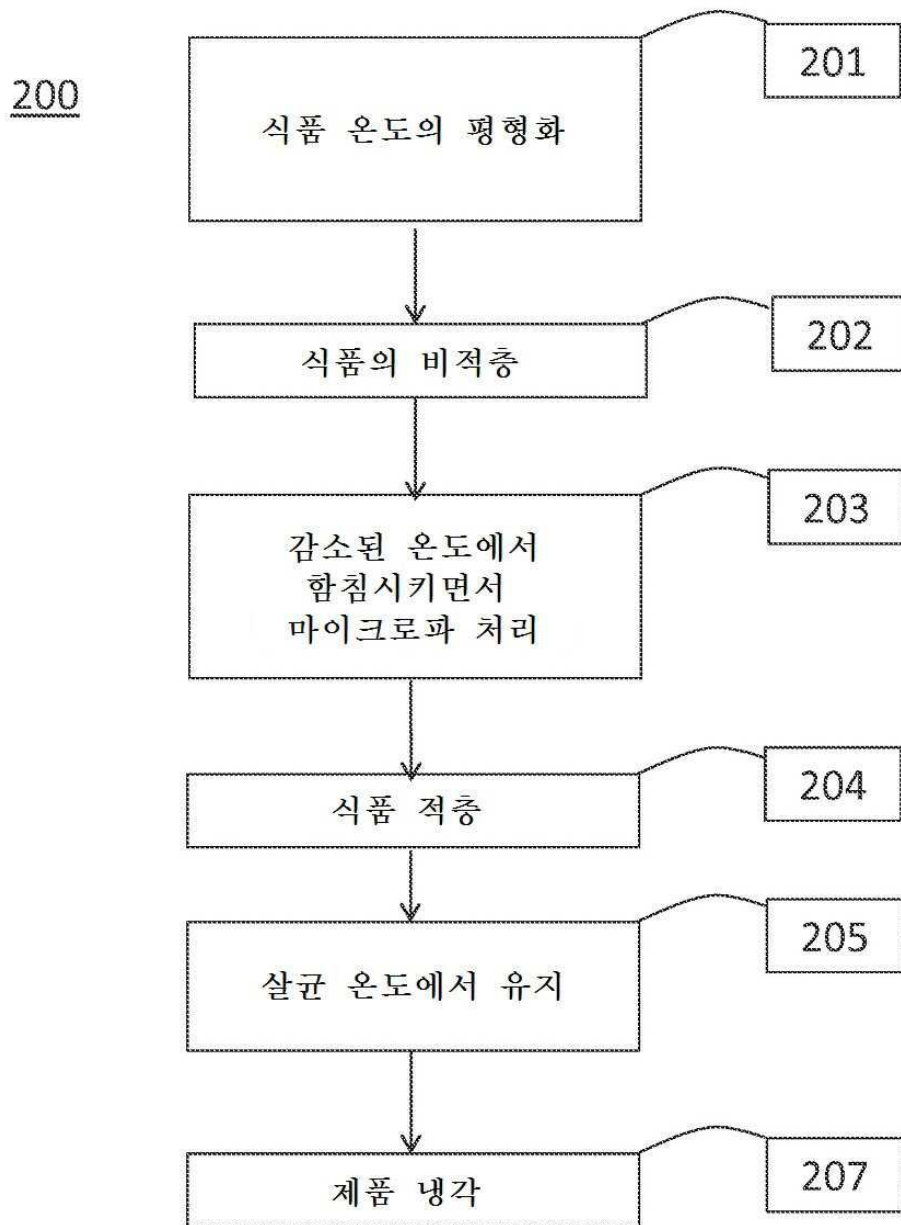 200
201
식품 온도의 평형화
202
식품의 비적층
203
감소된 온도에서
함침시키면서
마이크로파 처리
204
식품 적층
205
살균 온도에서 유지
207
제품 냉각